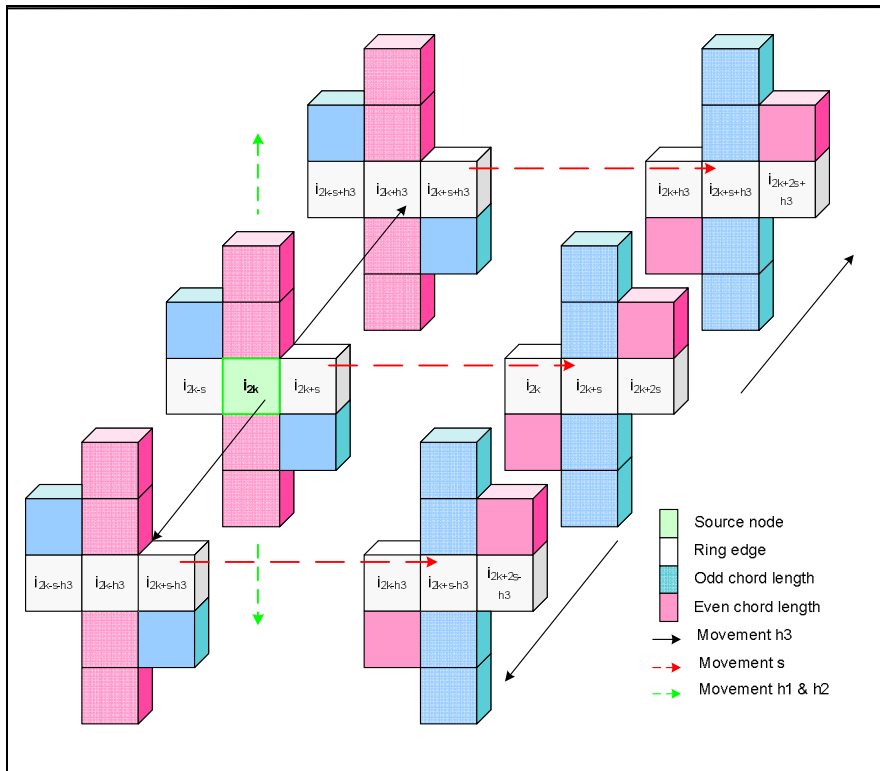 i2k-s+h3 i2k+h3 i2k+s+h3
i2k+h3 i2k+s+h3 i2k+2s+
h3
i2k-s i2k i2k+s
i2k i2k+s i2k+2s
i2k-s-h3 i2k-h3 i2k+s-h3
i2k-h3 i2k+s-h3 i2k+2s-
h3
Source node
Ring edge
Odd chord length
Even chord length
Movement h3
Movement s
Movement h1 & h2